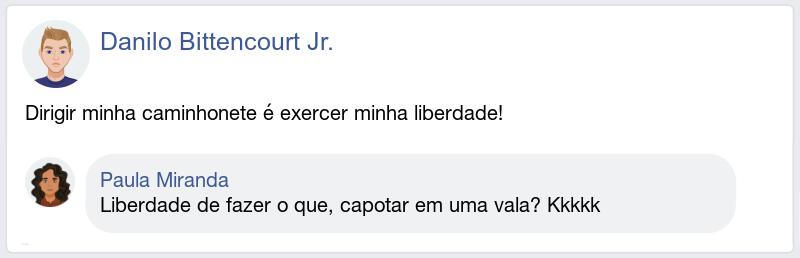 Danilo Bittencourt Jr.
Dirigir minha caminhonete é exercer minha liberdade!
Paula Miranda
Liberdade de fazer o que, capotar em uma vala? Kkkkk